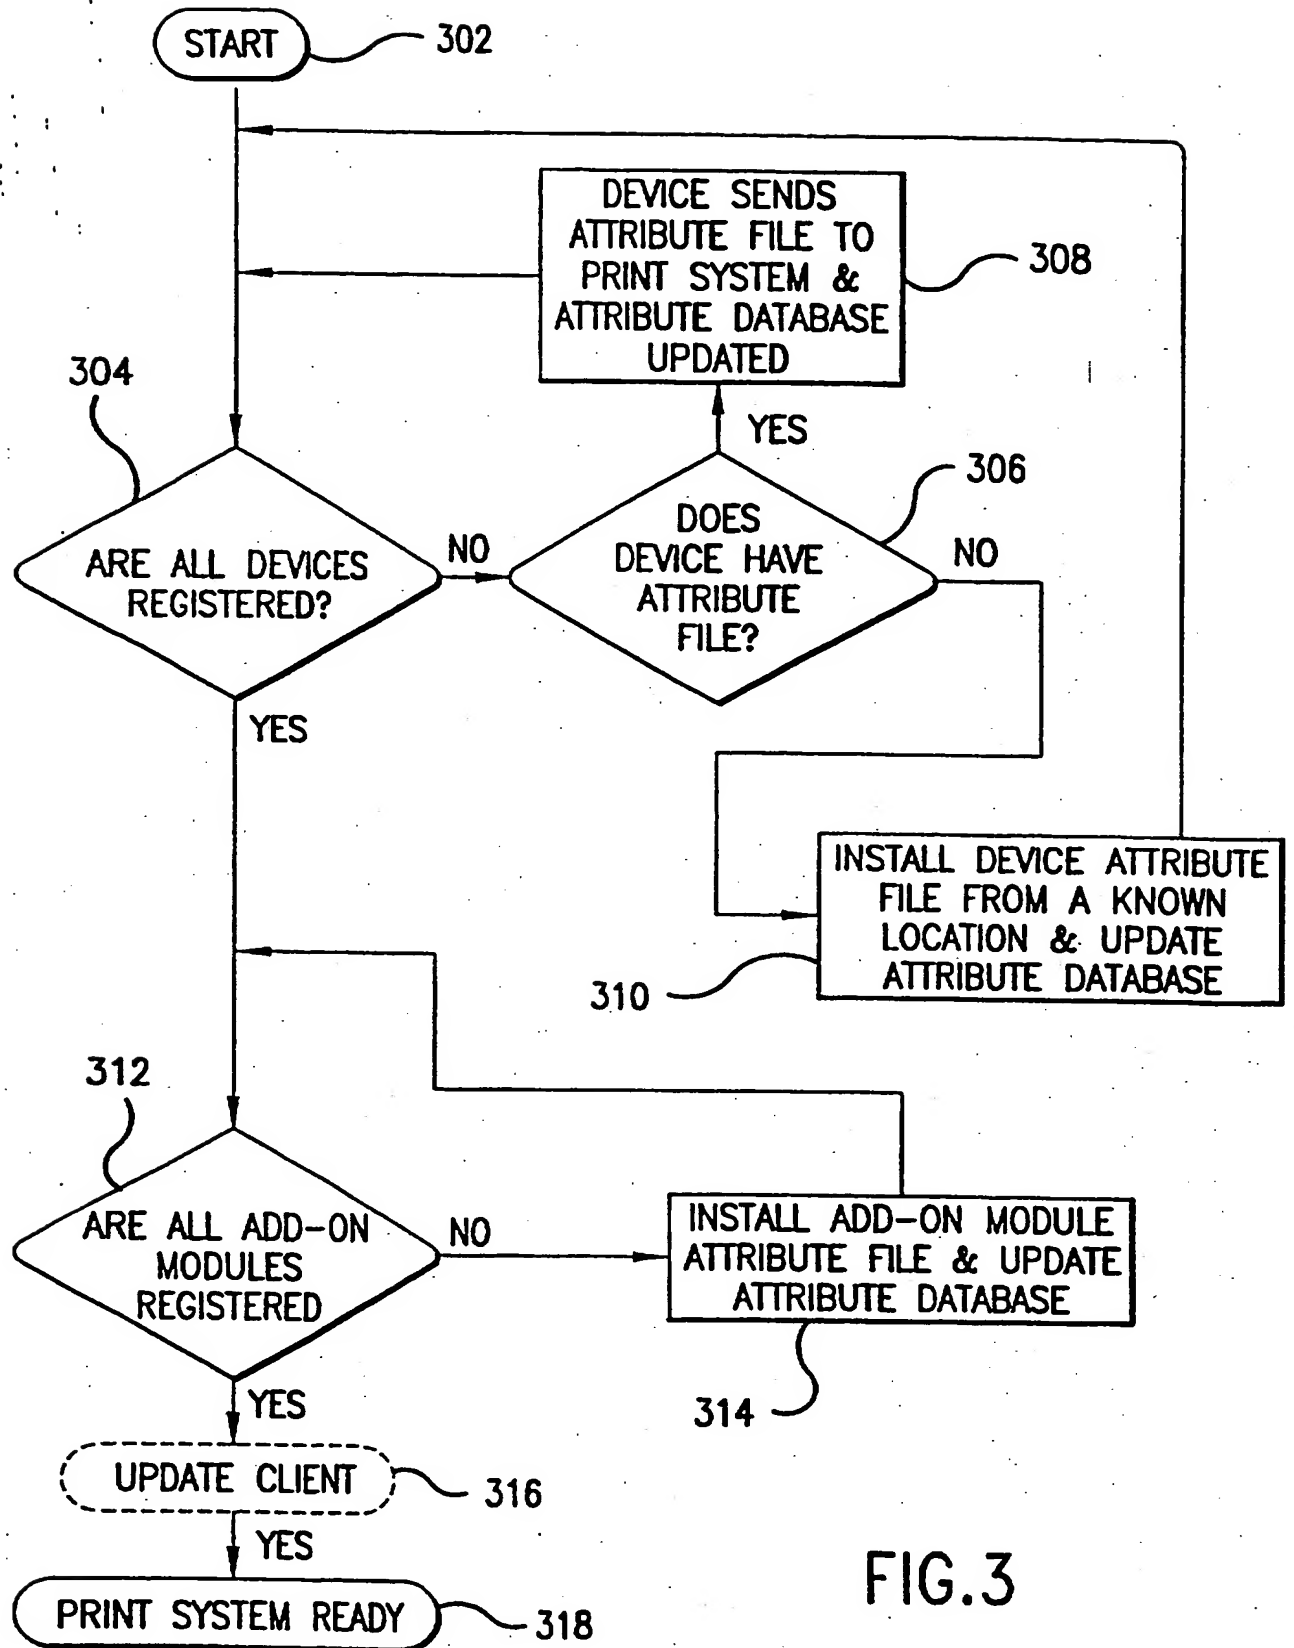 START
302
DEVICE SENDS
ATTRIBUTE FILE TO
PRINT SYSTEM &
ATTRIBUTE DATABASE
UPDATED
308
304
YES
306
ARE ALL DEVICES
REGISTERED?
NO
DOES
DEVICE HAVE
ATTRIBUTE
FILE?
NO
YES
INSTALL DEVICE ATTRIBUTE
FILE FROM A KNOWN
LOCATION & UPDATE
ATTRIBUTE DATABASE
310
312
ARE ALL ADD-ON
MODULES
REGISTERED
NO
INSTALL ADD-ON MODULE
ATTRIBUTE FILE & UPDATE
ATTRIBUTE DATABASE
314
YES
UPDATE CLIENT
316
YES
PRINT SYSTEM READY
318
FIG.3